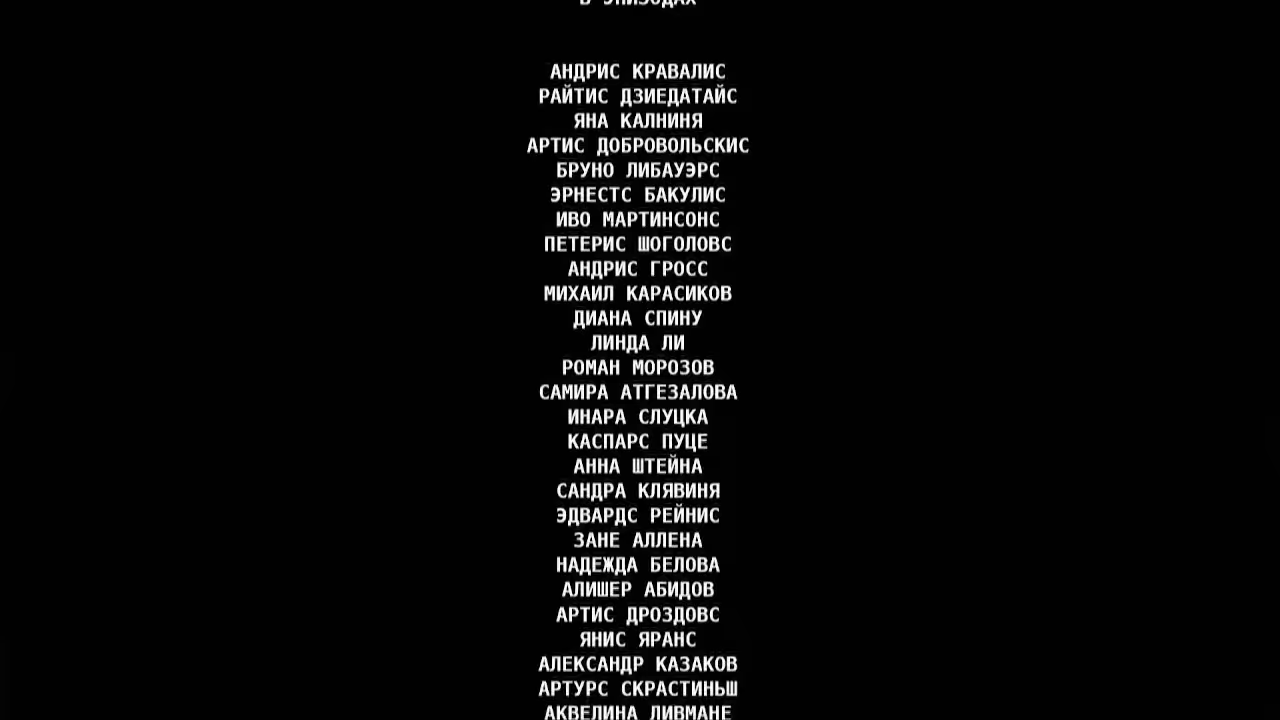 В ЭПИЗОДАХ
АНДРИС КРАВАЛИС
РАЙТИС ДЗИЕДАТАЙС
ЯНА КАЛНИНЯ
АРТИС ДОБРОВОЛЬСКИС
БРУНО ЛИБАУЭРС
ЭРНЕСТС БАКУЛИС
ИВО МАРТИНСОНС
ПЕТЕРИС ШОГОЛОВС
АНДРИС ГРОСС
МИХАИЛ КАРАСИКОВ
ДИАНА СПИНУ
ЛИНДА ЛИ
РОМАН МОРОЗОВ
САМИРА АТГЕЗАЛОВА
ИНАРА СЛУЦКА
КАСПАРС ПУЦЕ
АННА ШТЕЙНА
САНДРА КЛЯВИНЯ
ЭДВАРДС РЕЙНИС
ЗАНЕ АЛЛЕНА
НАДЕЖДА БЕЛОВА
АЛИШЕР АБИДОВ
АРТИС ДРОЗДОВС
ЯНИС ЯРАНС
АЛЕКСАНДР КАЗАКОВ
АРТУРС СКРАСТИНЬШ
АКВЕЛИНА ЛИВМАНЕ